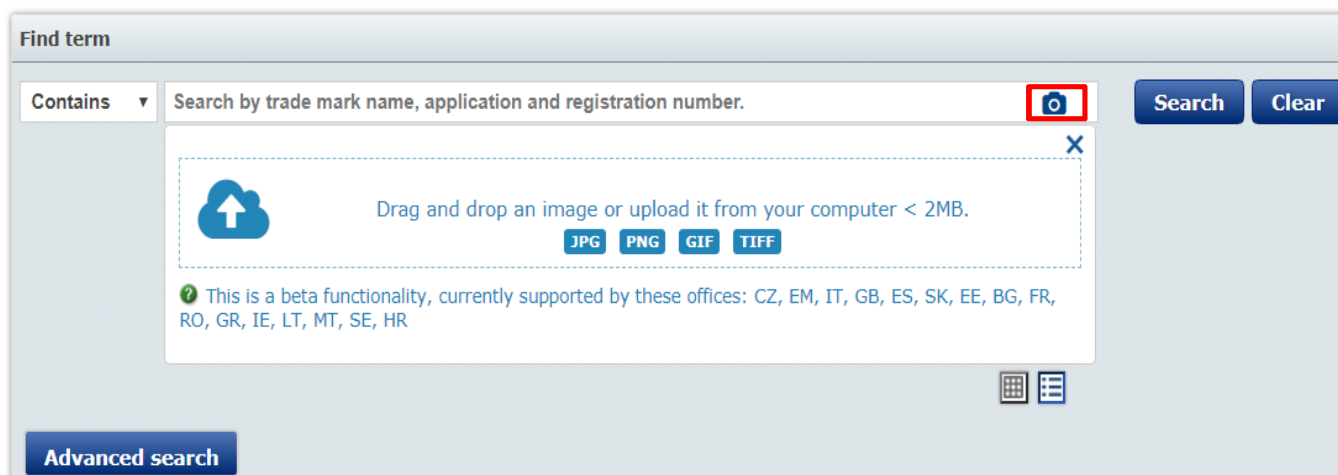 Find term
Contains
Search by trade mark name, application and registration number.
Search
Clear
Drag and drop an image or upload it from your computer < 2MB.
JPG PNG GIF TIFF
This is a beta functionality, currently supported by these offices: CZ, EM, IT, GB, ES, SK, EE, BG, FR,
RO, GR, IE, LT, MT, SE, HR
Advanced search